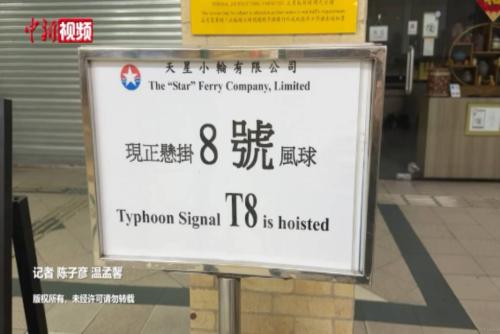 中新视频
天星小輪有限公司
The "Star" Ferry Company, Limited
現正懸掛 8 號 風球
Typhoon Signal T8 is hoisted
记者 陈子彦 温孟馨
版权所有，未经许可请勿转载